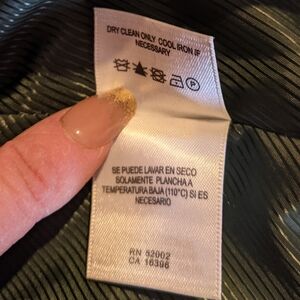 DRY CLEAN ONLY COOL IRON IF
NECESSARY
P
SE PUEDE LAVAR EN SECO
SOLAMENTE PLANCHA A
TEMPERATURA BAJA (110°C) SI ES
NECESARIO
RN 52002
CA 16396